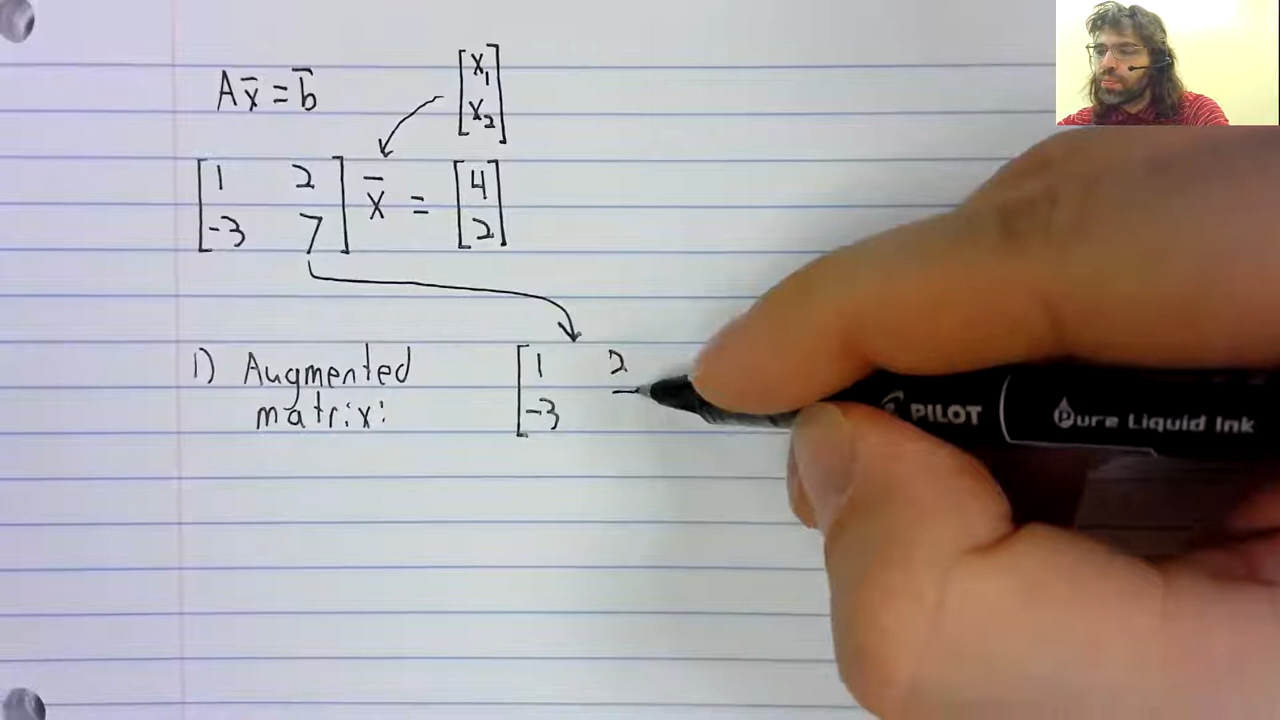 Ax̄ = b̄
[x₁
x₂]
[1 2
-3 7] x̄ = [4
2]
1) Augmented
matrix:
[1 2
-3
PILOT
Pure Liquid Ink